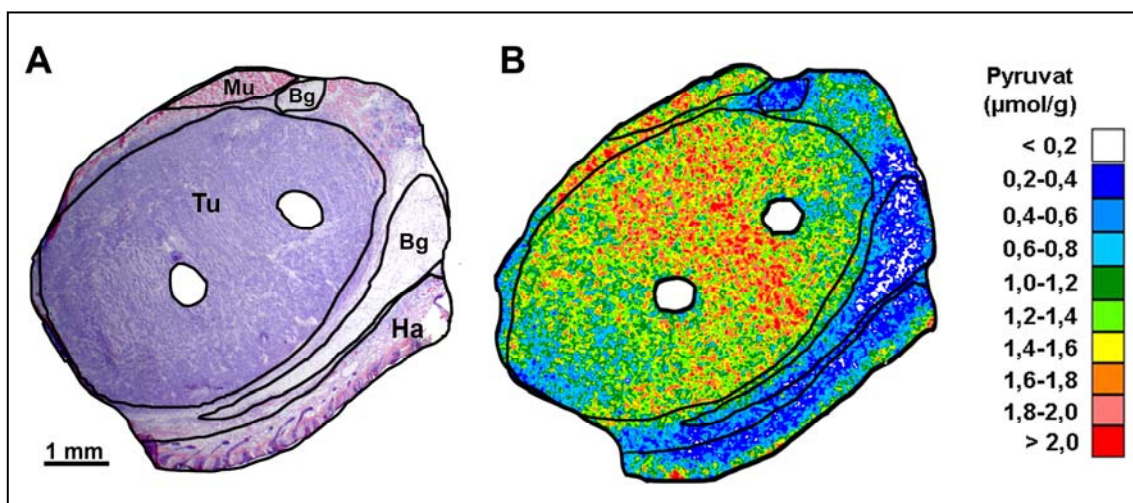 A
B
Mu
Bg
Tu
Bg
Ha
1 mm
Pyruvat
(µmol/g)
< 0,2
0,2-0,4
0,4-0,6
0,6-0,8
1,0-1,2
1,2-1,4
1,4-1,6
1,6-1,8
1,8-2,0
> 2,0